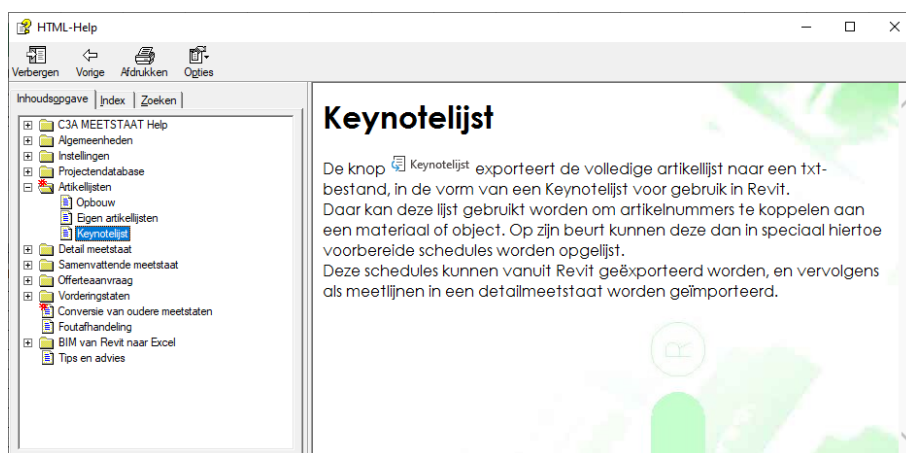 HTML-Help
Verbergen Vorige Afdrukken Opties
Inhoudsopgave Index Zoeken
C3A MEETSTAAT Help
Algemeenheden
Instellingen
Projectendatabase
Artikellijsten
Opbouw
Eigen artikellijsten
Keynotelijst
Detail meetstaat
Samenvattende meetstaat
Offerteaanvraag
Vorderingstaten
Conversie van oudere meetstaten
Foutafhandeling
BIM van Revit naar Excel
Tips en advies
Keynotelijst
De knop Keynotelijst exporteert de volledige artikellijst naar een txt-
bestand, in de vorm van een Keynotelijst voor gebruik in Revit.
Daar kan deze lijst gebruikt worden om artikelnummers te koppelen aan
een materiaal of object. Op zijn beurt kunnen deze dan in speciaal hiertoe
voorbereide schedules worden opgelijst.
Deze schedules kunnen vanuit Revit geëxporteerd worden, en vervolgens
als meetlijnen in een detailmeetstaat worden geïmporteerd.
R